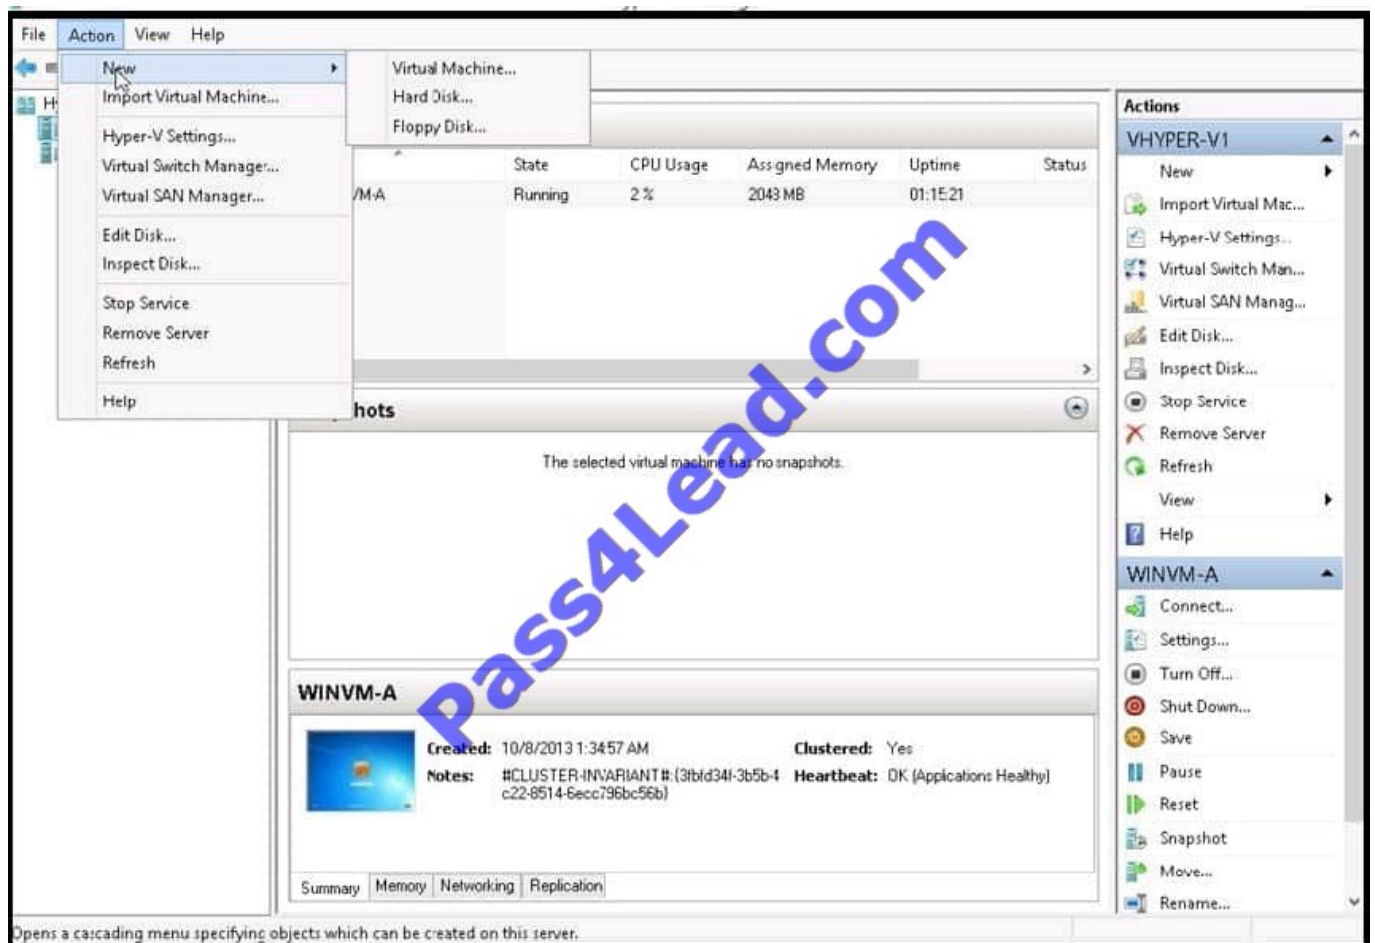 File Action View Help
New
Import Virtual Machine...
Hyper-V Settings...
Virtual Switch Manager...
Virtual SAN Manager...
Edit Disk...
Inspect Disk...
Stop Service
Remove Server
Refresh
Help
Virtual Machine...
Hard Disk...
Floppy Disk...
State CPU Usage Assigned Memory Uptime Status
/M-A Running 2 % 2043 MB 01:15:21
hots
The selected virtual machine has no snapshots.
WINVM-A
Created: 10/8/2013 1:34:57 AM Clustered: Yes
Notes: #CLUSTER-INVARIANT#:{3fbfd34f-3b5b-4 Heartbeat: OK (Applications Healthy)
c22-8514-6ecc796bc56b}
Summary Memory Networking Replication
Actions
VHYPER-V1
New
Import Virtual Mac...
Hyper-V Settings...
Virtual Switch Man...
Virtual SAN Manag...
Edit Disk...
Inspect Disk...
Stop Service
Remove Server
Refresh
View
Help
WINVM-A
Connect...
Settings...
Turn Off...
Shut Down...
Save
Pause
Reset
Snapshot
Move...
Rename...
Opens a cascading menu specifying objects which can be created on this server.
Pass4Lead.com